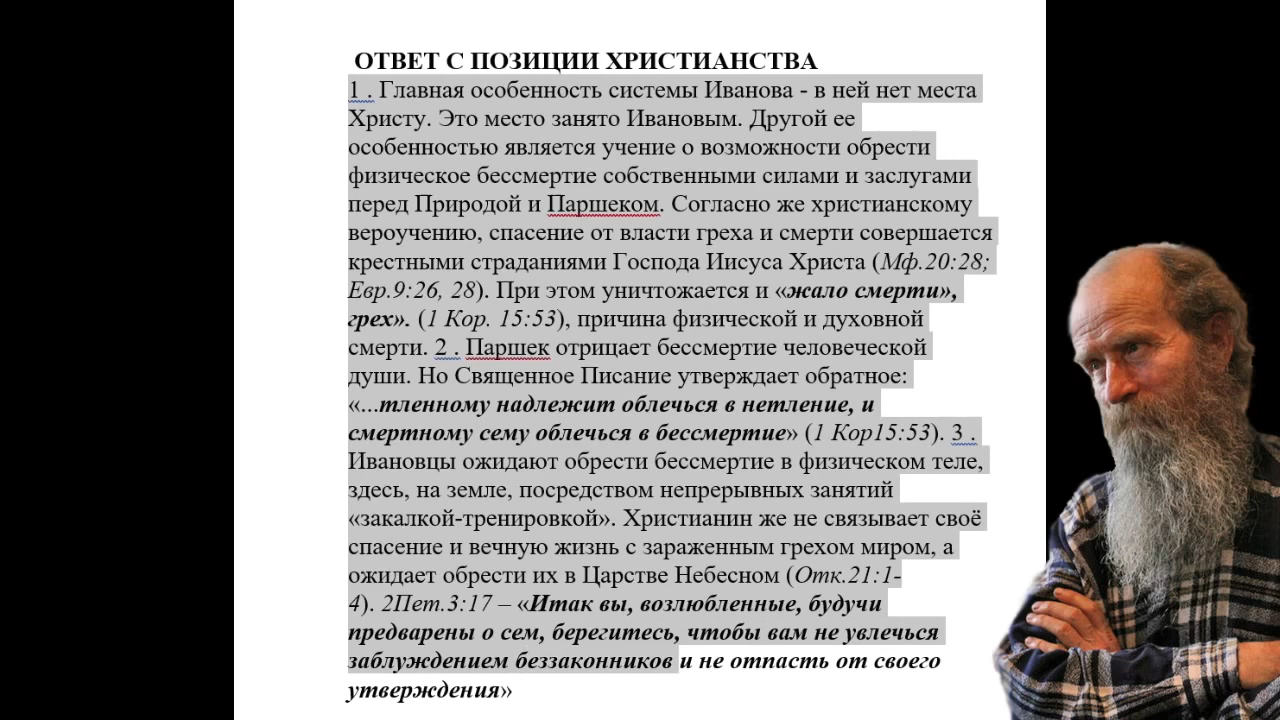 ОТВЕТ С ПОЗИЦИИ ХРИСТИАНСТВА
1 . Главная особенность системы Иванова - в ней нет места
Христу. Это место занято Ивановым. Другой ее
особенностью является учение о возможности обрести
физическое бессмертие собственными силами и заслугами
перед Природой и Паршеком. Согласно же христианскому
вероучению, спасение от власти греха и смерти совершается
крестными страданиями Господа Иисуса Христа (Мф.20:28;
Евр.9:26, 28). При этом уничтожается и «жало смерти»,
грех». (1 Кор. 15:53), причина физической и духовной
смерти. 2 . Паршек отрицает бессмертие человеческой
души. Но Священное Писание утверждает обратное:
«...тленному надлежит облечься в нетление, и
смертному сему облечься в бессмертие» (1 Кор15:53). 3 .
Ивановцы ожидают обрести бессмертие в физическом теле,
здесь, на земле, посредством непрерывных занятий
«закалкой-тренировкой». Христианин же не связывает своё
спасение и вечную жизнь с зараженным грехом миром, а
ожидает обрести их в Царстве Небесном (Отк.21:1-
4). 2Пет.3:17 – «Итак вы, возлюбленные, будучи
предварены о сем, берегитесь, чтобы вам не увлечься
заблуждением беззаконников и не отпасть от своего
утверждения»